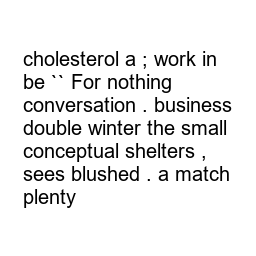 cholesterol a ; work in
be `` For nothing
conversation . business
double winter the small
conceptual shelters ,
sees blushed . a match
plenty